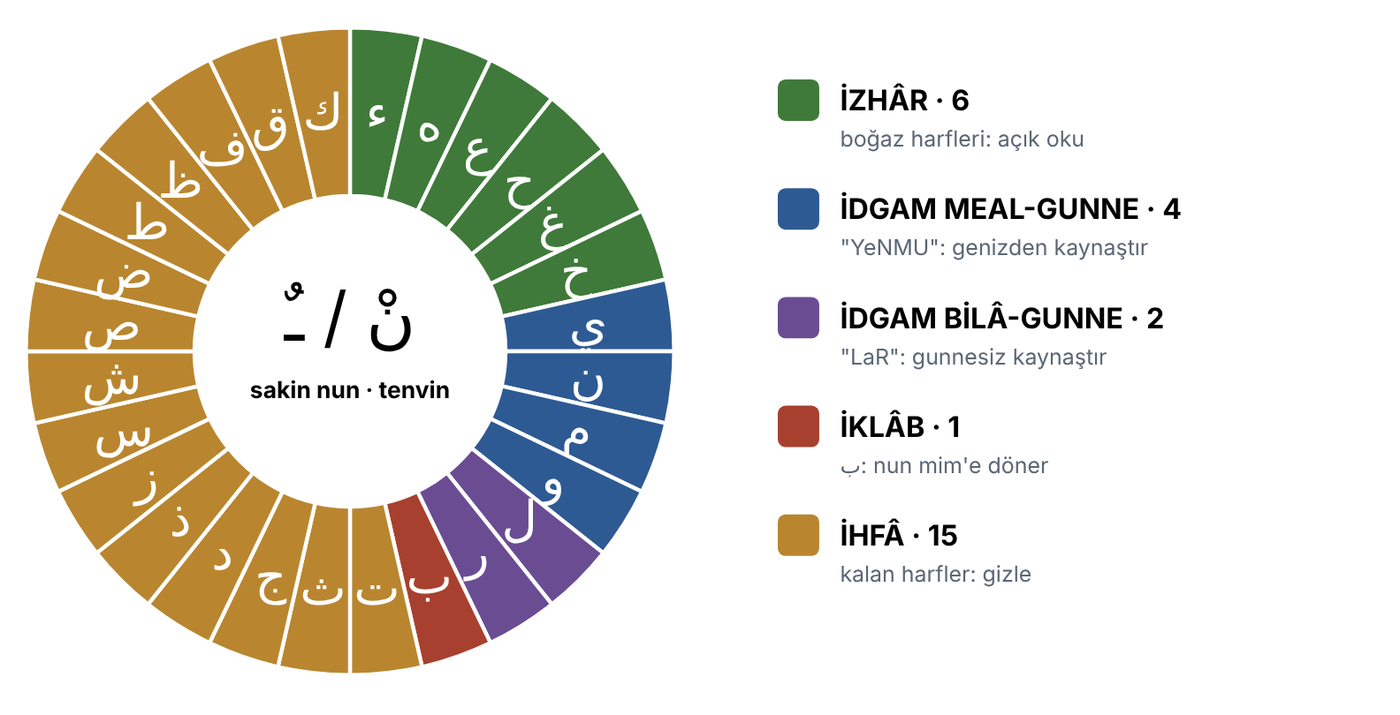 ء
ه
ع
ح
غ
خ
ي
ن
م
و
ل
ر
ب
ت
ث
ج
د
ذ
ز
س
ش
ص
ض
ط
ظ
ف
ق
ك
نْ / ـٌ
sakin nun · tenvin
İZHÂR · 6
boğaz harfleri: açık oku
İDGAM MEAL-GUNNE · 4
"YeNMU": genizden kaynaştır
İDGAM BİLÂ-GUNNE · 2
"LaR": gunnesiz kaynaştır
İKLÂB · 1
ب: nun mim'e döner
İHFÂ · 15
kalan harfler: gizle